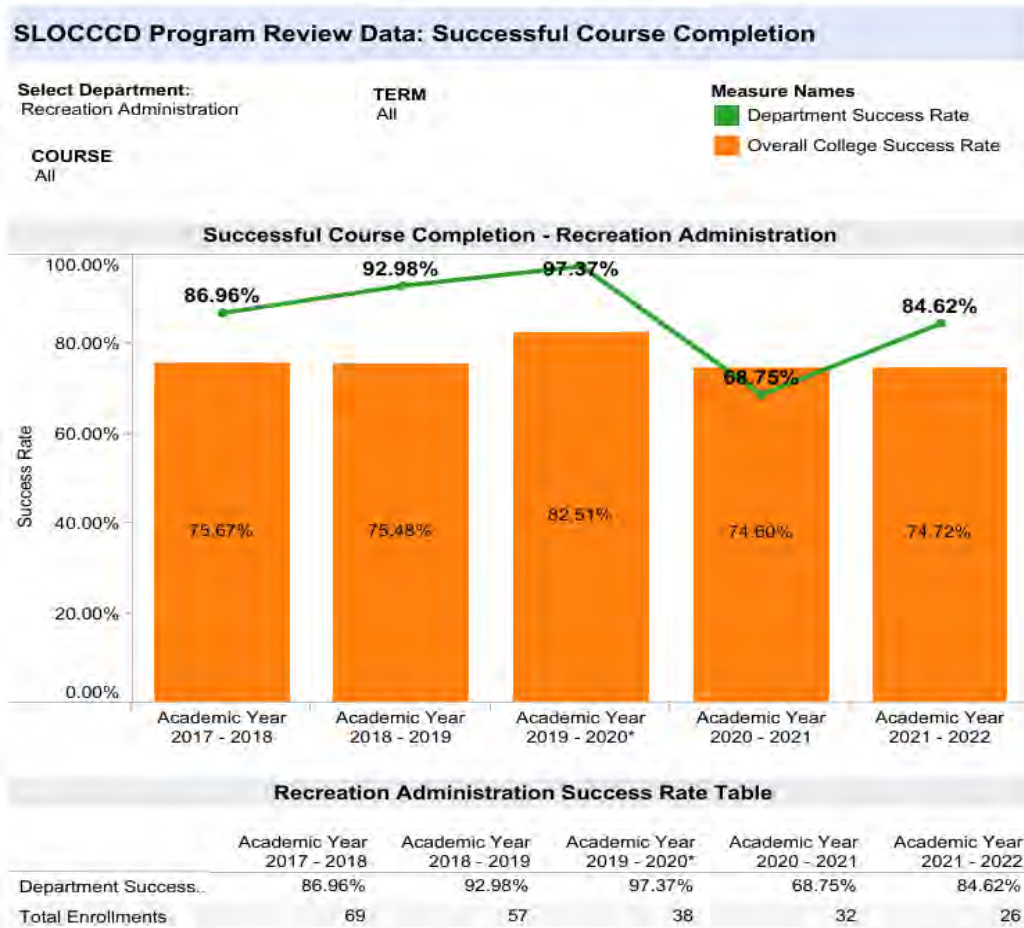 SLOCCCD Program Review Data: Successful Course Completion
Select Department:
Recreation Administration
TERM
All
Measure Names
Department Success Rate
Overall College Success Rate
COURSE
All
Successful Course Completion - Recreation Administration
100.00%
80.00%
60.00%
40.00%
20.00%
0.00%
Success Rate
86.96%
92.98%
97.37%
68.75%
84.62%
75.67%
75.48%
82.51%
74.60%
74.72%
Academic Year
2017 - 2018
Academic Year
2018 - 2019
Academic Year
2019 - 2020*
Academic Year
2020 - 2021
Academic Year
2021 - 2022
Recreation Administration Success Rate Table
Academic Year Academic Year Academic Year Academic Year Academic Year
2017 - 2018 2018 - 2019 2019 - 2020* 2020 - 2021 2021 - 2022
Department Success.. 86.96% 92.98% 97.37% 68.75% 84.62%
Total Enrollments 69 57 38 32 26